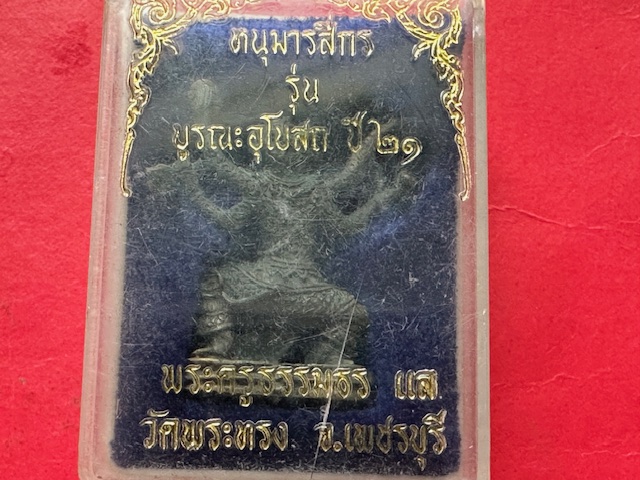 หนุมารสี่กร
รุ่น
บูรณะอุโบสถ ปี ๒๑
พระครูธรรมธร แล
วัดพระทรง จ.เพชรบุรี